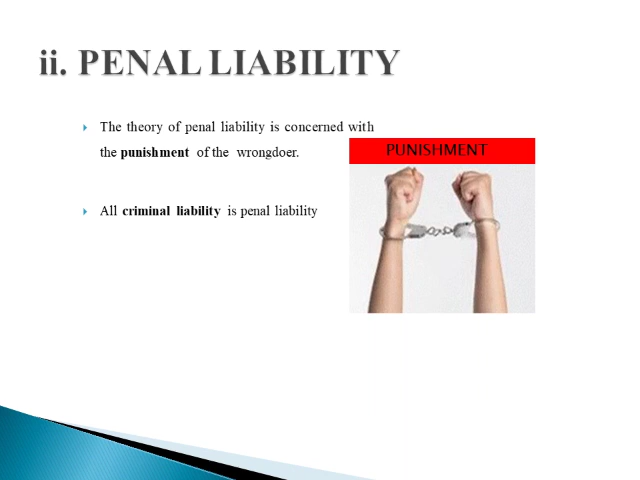 ii. PENAL LIABILITY
The theory of penal liability is concerned with
the punishment of the wrongdoer.
PUNISHMENT
All criminal liability is penal liability